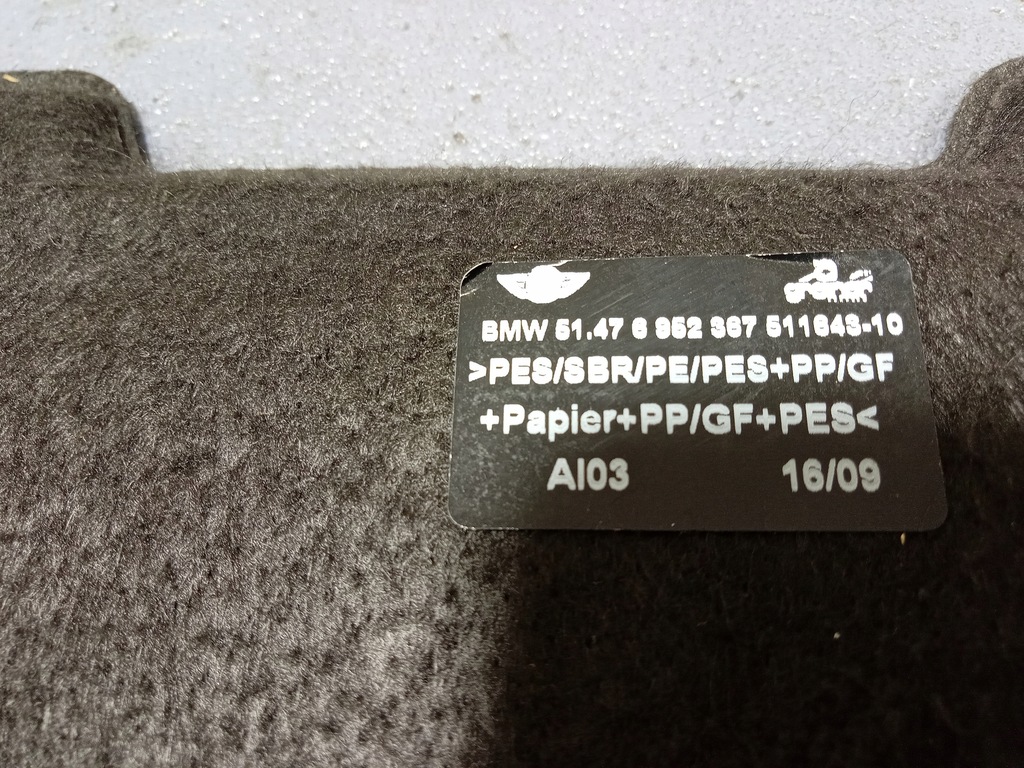 BMW 51.47 6 952 367 511643-10
>PES/SBR/PE/PES+PP/GF
+Papier+PP/GF+PES<
AI03 16/09